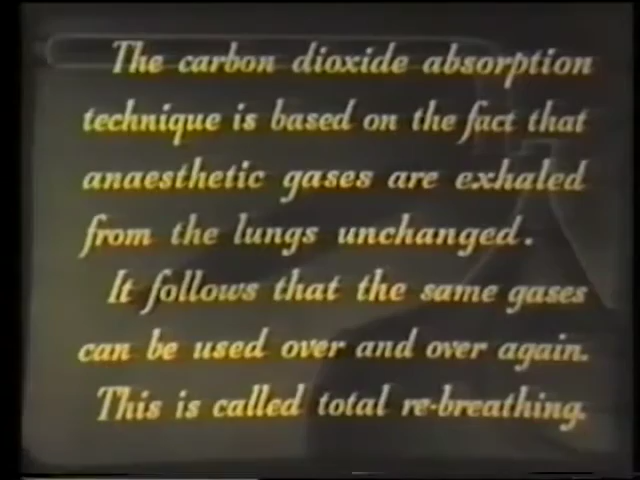 The carbon dioxide absorption
technique is based on the fact that
anaesthetic gases are exhaled
from the lungs unchanged.
It follows that the same gases
can be used over and over again.
This is called total re-breathing.